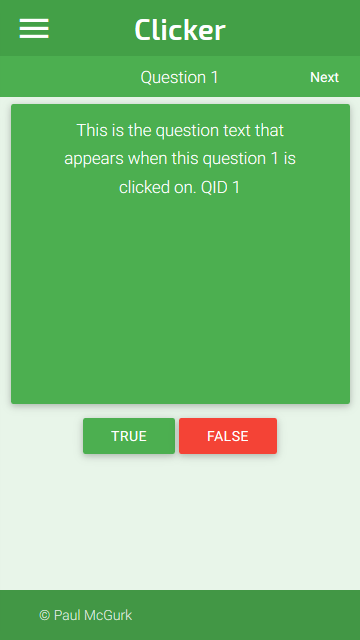 Clicker
Question 1
Next
This is the question text that
appears when this question 1 is
clicked on. QID 1
TRUE
FALSE
© Paul McGurk